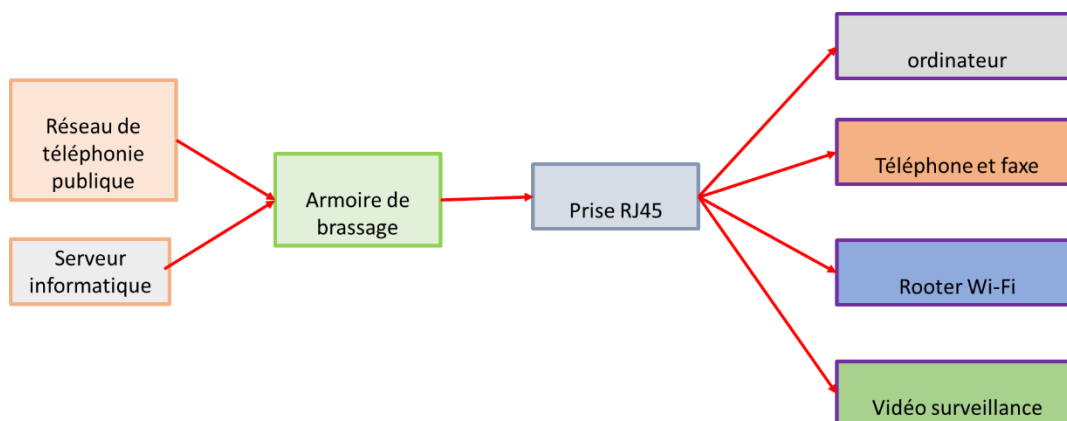 Réseau de
téléphonie
publique
Serveur
informatique
Armoire de
brassage
Prise RJ45
ordinateur
Téléphone et faxe
Rooter Wi-Fi
Vidéo surveillance